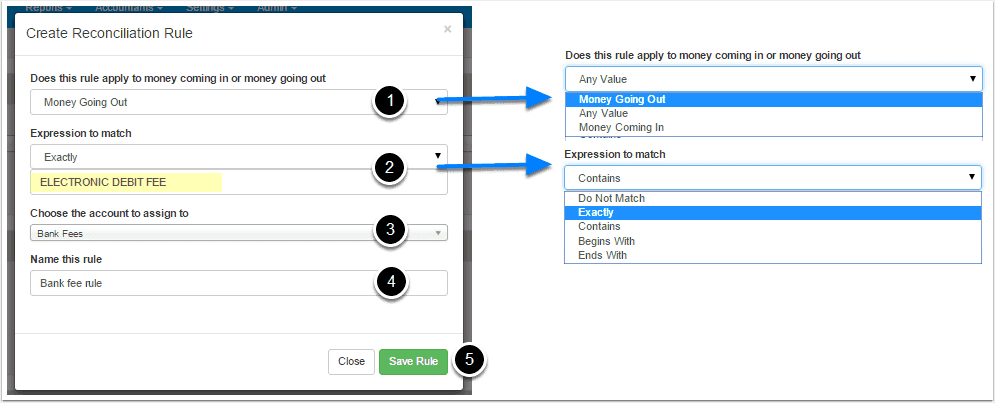 Reports Accountants Settings Admin
Create Reconciliation Rule ×
Does this rule apply to money coming in or money going out
Money Going Out 1
Expression to match
Exactly
2
ELECTRONIC DEBIT FEE
Choose the account to assign to
Bank Fees 3
Name this rule
Bank fee rule 4
Close Save Rule 5
Does this rule apply to money coming in or money going out
Any Value
Money Going Out
Any Value
Money Coming In
Contains
Expression to match
Contains
Do Not Match
Exactly
Contains
Begins With
Ends With